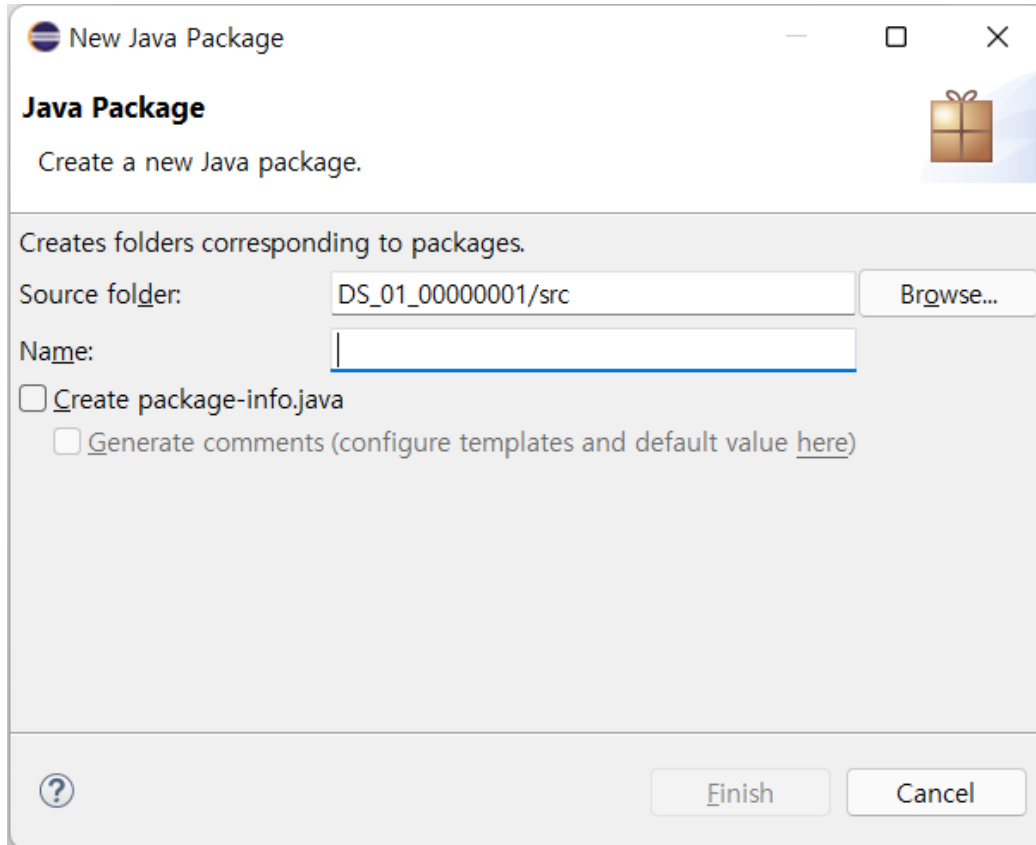 New Java Package
Java Package
Create a new Java package.
Creates folders corresponding to packages.
Source folder: DS_01_00000001/src Browse...
Name:
Create package-info.java
Generate comments (configure templates and default value here)
? Finish Cancel